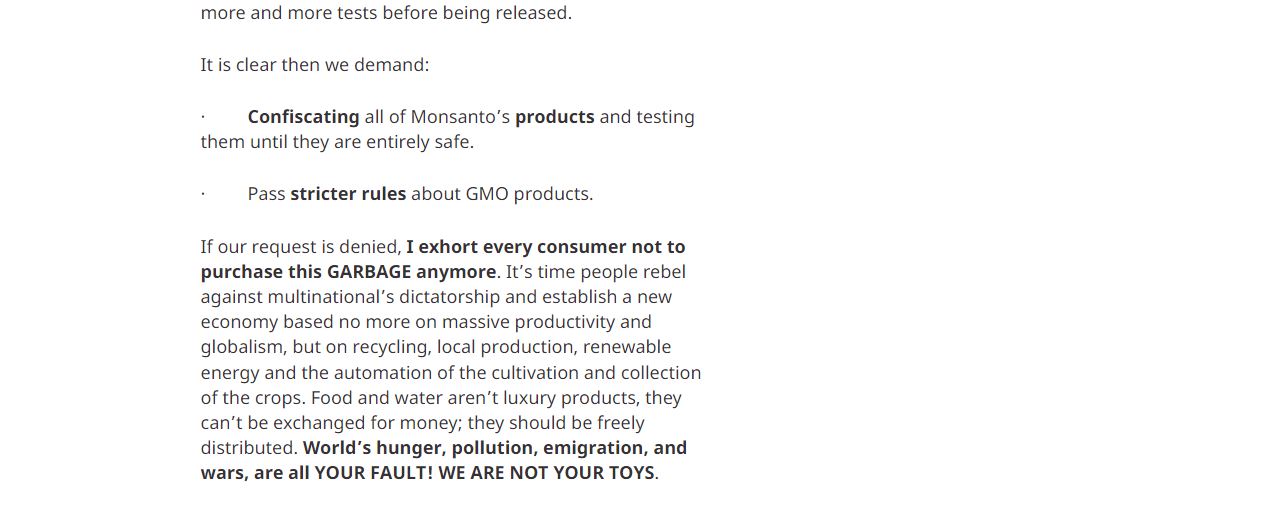 more and more tests before being released.
It is clear then we demand:
· Confiscating all of Monsanto’s products and testing
them until they are entirely safe.
· Pass stricter rules about GMO products.
If our request is denied, I exhort every consumer not to
purchase this GARBAGE anymore. It’s time people rebel
against multinational’s dictatorship and establish a new
economy based no more on massive productivity and
globalism, but on recycling, local production, renewable
energy and the automation of the cultivation and collection
of the crops. Food and water aren’t luxury products, they
can’t be exchanged for money; they should be freely
distributed. World’s hunger, pollution, emigration, and
wars, are all YOUR FAULT! WE ARE NOT YOUR TOYS.